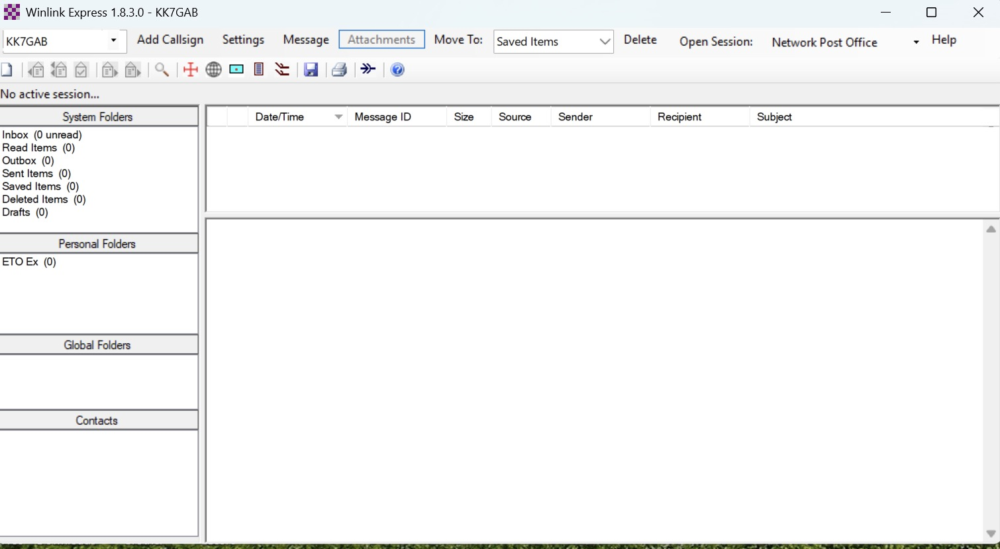 Winlink Express 1.8.3.0 - KK7GAB
KK7GAB Add Callsign Settings Message Attachments Move To: Saved Items Delete Open Session: Network Post Office Help
No active session...
System Folders
Inbox (0 unread)
Read Items (0)
Outbox (0)
Sent Items (0)
Saved Items (0)
Deleted Items (0)
Drafts (0)
Personal Folders
ETO Ex (0)
Global Folders
Contacts
Date/Time Message ID Size Source Sender Recipient Subject